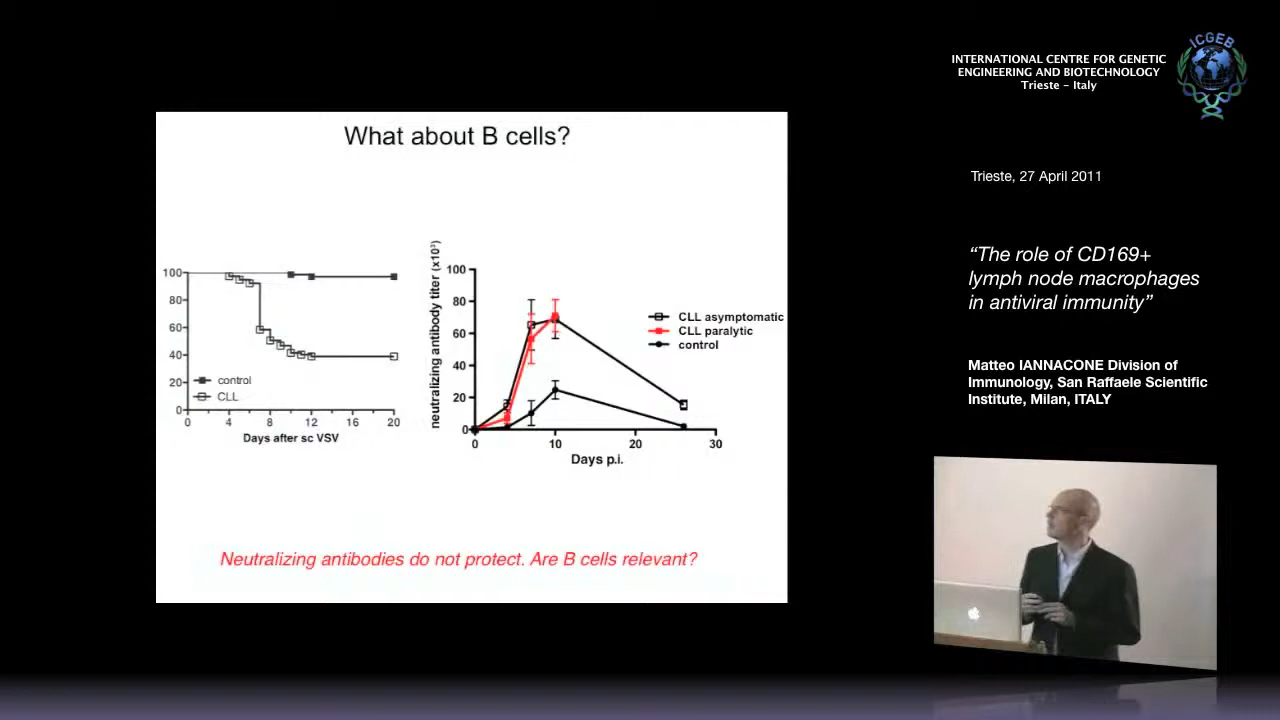 What about B cells?
100
80
60
40
20
0
0
4
8
12
16
20
control
CLL
Days after sc VSV
neutralizing antibody titer (x10³)
100
80
60
40
20
0
0
10
20
30
Days p.i.
CLL asymptomatic
CLL paralytic
control
Neutralizing antibodies do not protect. Are B cells relevant?
INTERNATIONAL CENTRE FOR GENETIC
ENGINEERING AND BIOTECHNOLOGY
Trieste - Italy
ICGEB
Trieste, 27 April 2011
“The role of CD169+
lymph node macrophages
in antiviral immunity”
Matteo IANNACONE Division of
Immunology, San Raffaele Scientific
Institute, Milan, ITALY